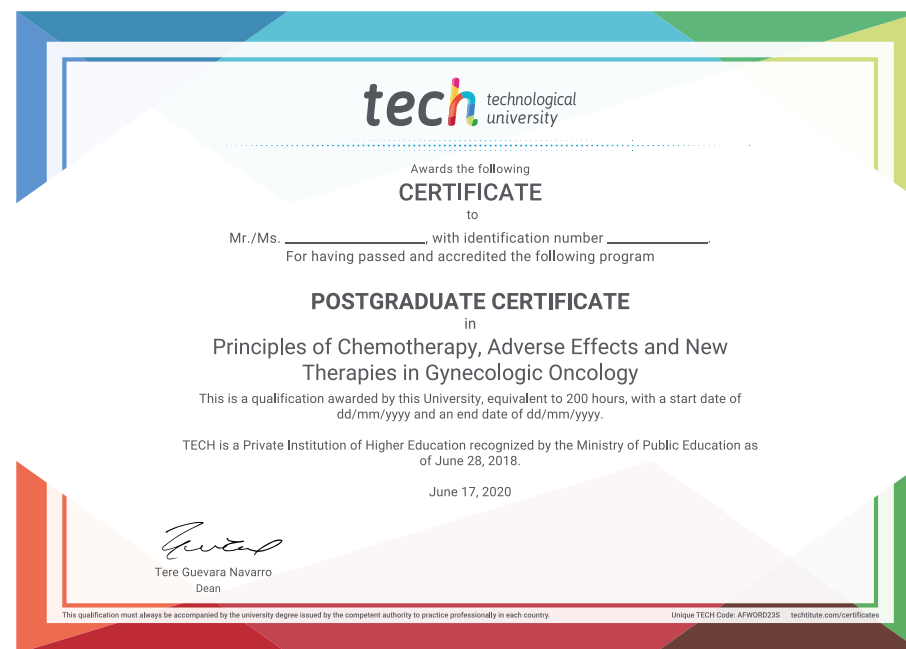 tech technological
university
Awards the following
CERTIFICATE
to
Mr./Ms. ____________, with identification number ____________.
For having passed and accredited the following program
POSTGRADUATE CERTIFICATE
in
Principles of Chemotherapy, Adverse Effects and New
Therapies in Gynecologic Oncology
This is a qualification awarded by this University, equivalent to 200 hours, with a start date of
dd/mm/yyyy and an end date of dd/mm/yyyy.
TECH is a Private Institution of Higher Education recognized by the Ministry of Public Education as
of June 28, 2018.
June 17, 2020
Tere Guevara Navarro
Dean
This qualification must always be accompanied by the university degree issued by the competent authority to practice professionally in each country.
Unique TECH Code: AFWORD23S techtitute.com/certificates